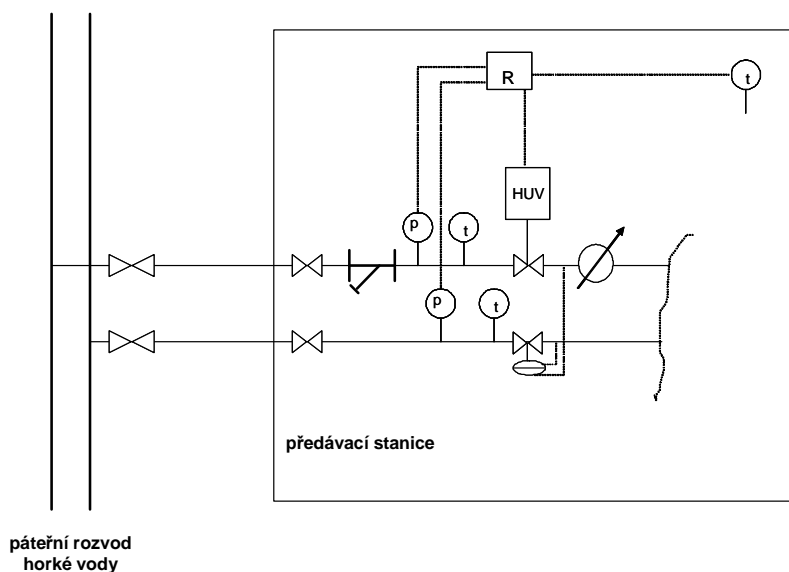 R
t
HUV
p
t
p
t
předávací stanice
páteřní rozvod
horké vody